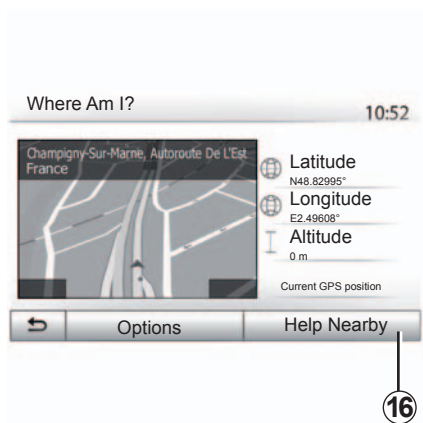 Where Am I?
10:52
Champigny-Sur-Marne, Autoroute De L'Est
France
Latitude
N48.82995°
Longitude
E2.49608°
Altitude
0 m
Current GPS position
Options
Help Nearby
16